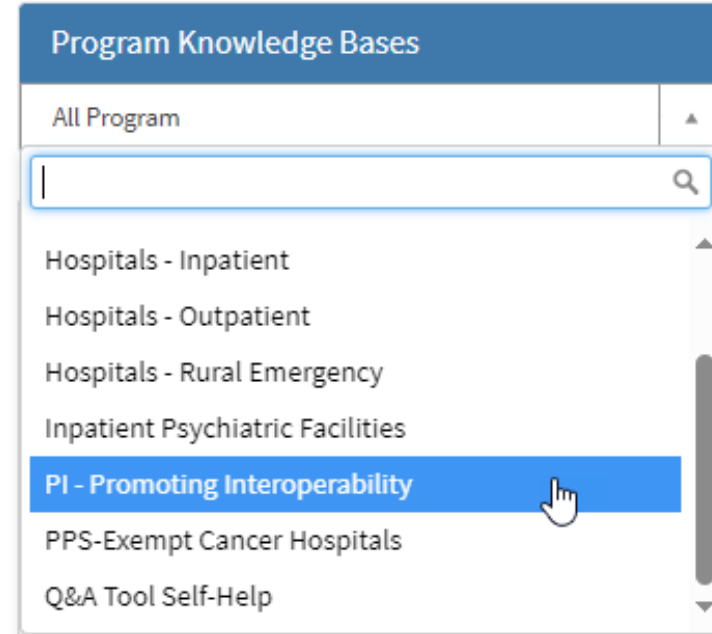 Program Knowledge Bases
All Program
Hospitals - Inpatient
Hospitals - Outpatient
Hospitals - Rural Emergency
Inpatient Psychiatric Facilities
PI - Promoting Interoperability
PPS-Exempt Cancer Hospitals
Q&A Tool Self-Help